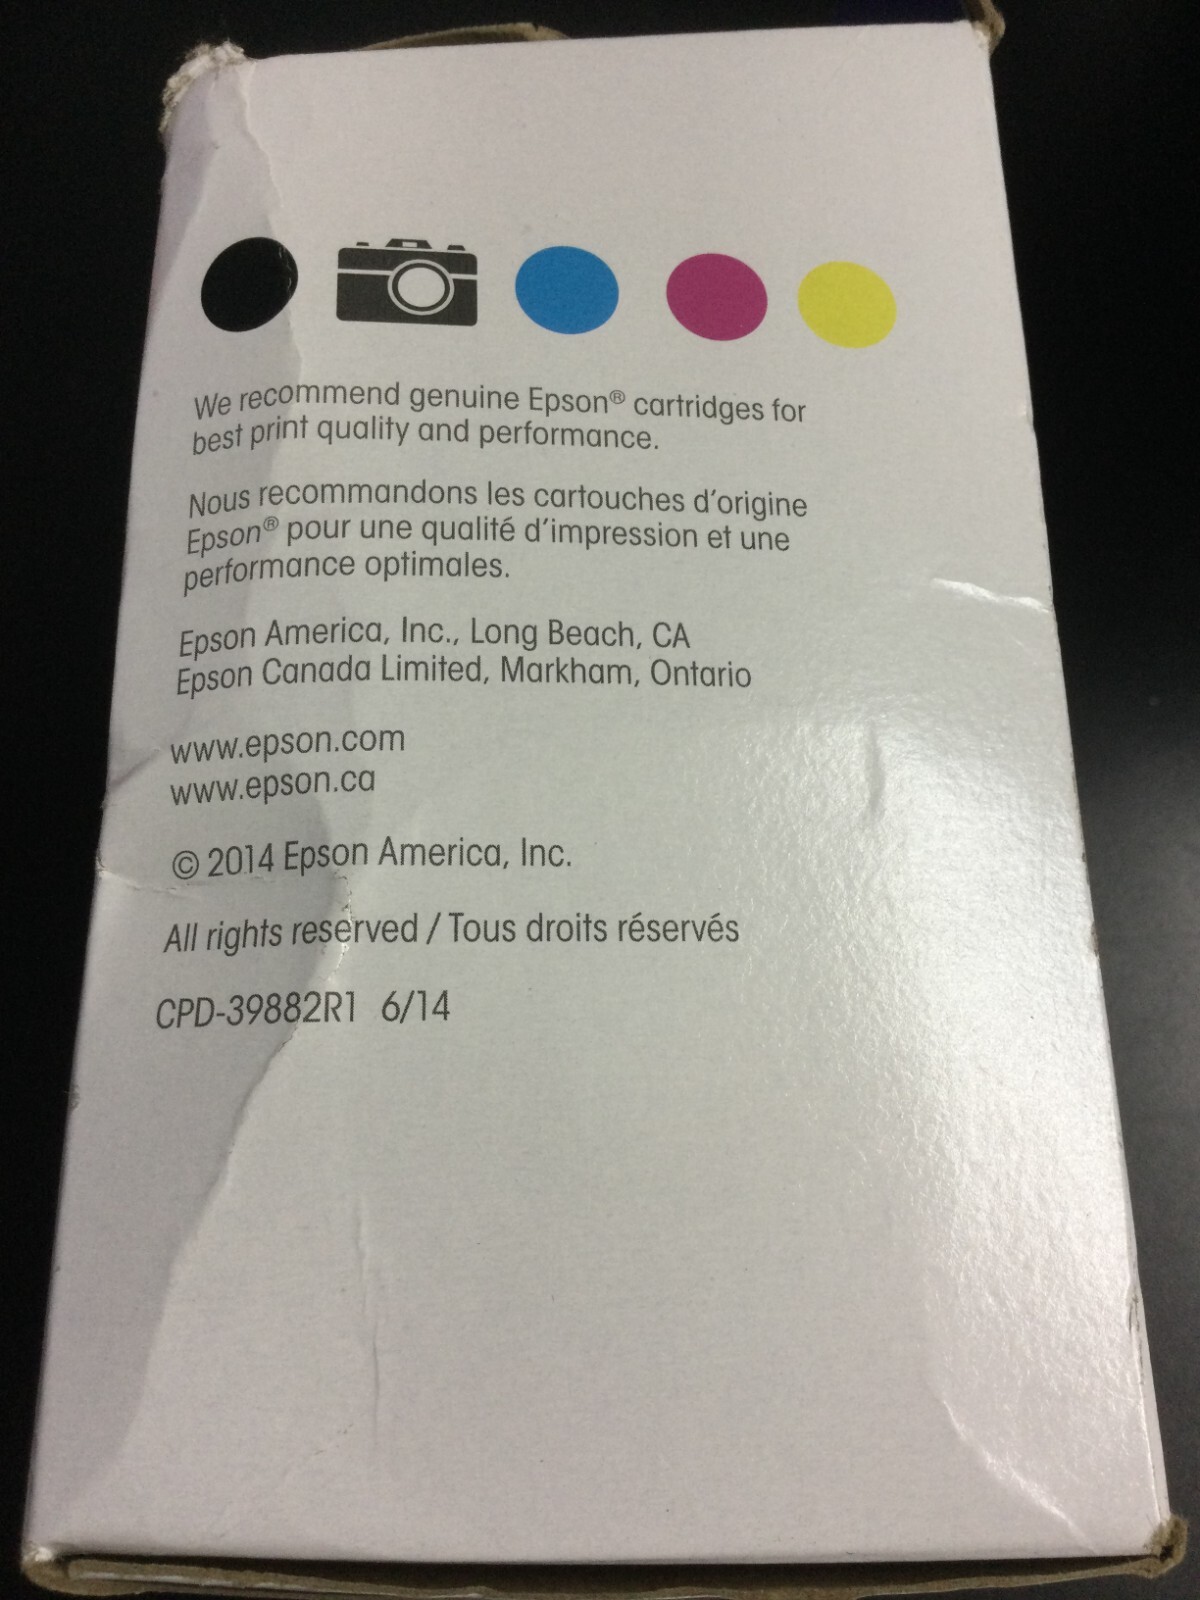 We recommend genuine Epson® cartridges for
best print quality and performance.
Nous recommandons les cartouches d'origine
Epson® pour une qualité d'impression et une
performance optimales.
Epson America, Inc., Long Beach, CA
Epson Canada Limited, Markham, Ontario
www.epson.com
www.epson.ca
© 2014 Epson America, Inc.
All rights reserved / Tous droits réservés
CPD-39882R1 6/14